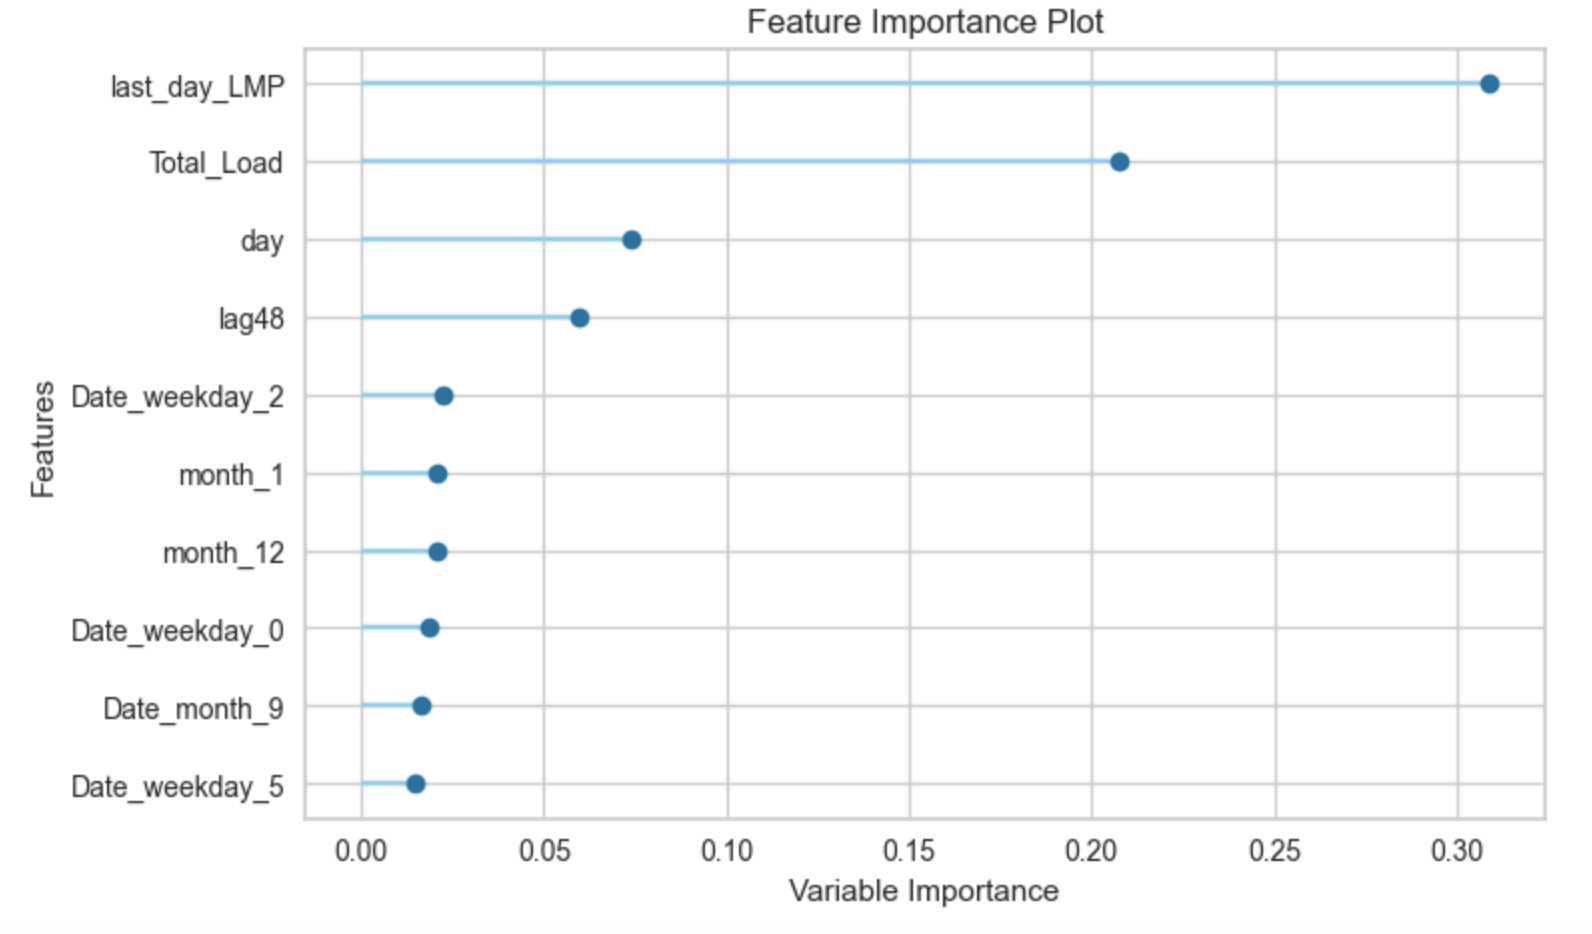 Feature Importance Plot
last_day_LMP
Total_Load
day
lag48
Date_weekday_2
month_1
month_12
Date_weekday_0
Date_month_9
Date_weekday_5
Features
0.00 0.05 0.10 0.15 0.20 0.25 0.30
Variable Importance